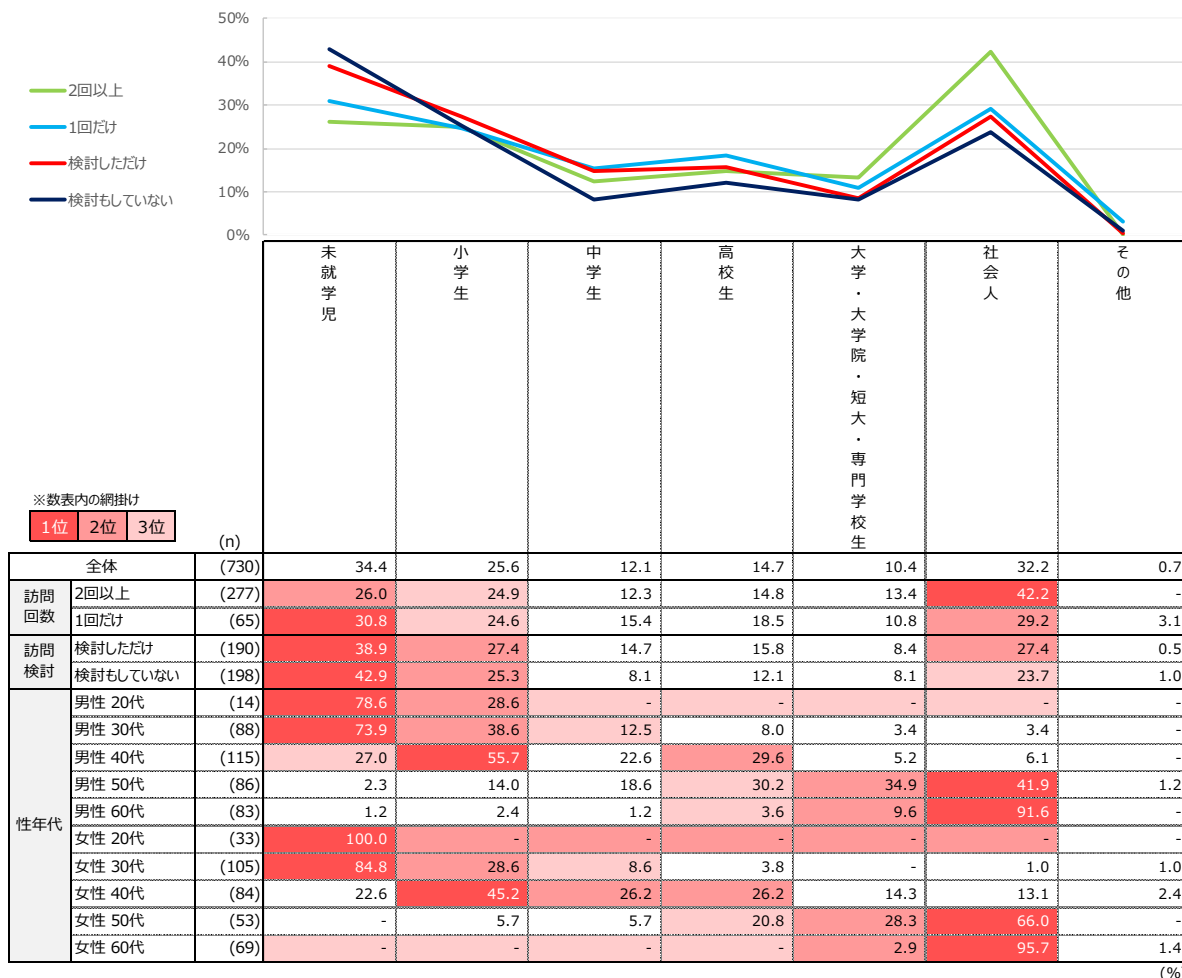 50%
40%
30%
20%
10%
0%
2回以上
1回だけ
検討しただけ
検討もしていない
未就学児
小学生
中学生
高校生
大学・大学院・短大・専門学校生
社会人
その他
※数表内の網掛け
1位 2位 3位
(n)
全体 (730) 34.4 25.6 12.1 14.7 10.4 32.2 0.7
訪問回数
2回以上 (277) 26.0 24.9 12.3 14.8 13.4 42.2 -
1回だけ (65) 30.8 24.6 15.4 18.5 10.8 29.2 3.1
訪問検討
検討しただけ (190) 38.9 27.4 14.7 15.8 8.4 27.4 0.5
検討もしていない (198) 42.9 25.3 8.1 12.1 8.1 23.7 1.0
性年代
男性 20代 (14) 78.6 28.6 - - - - -
男性 30代 (88) 73.9 38.6 12.5 8.0 3.4 3.4 -
男性 40代 (115) 27.0 55.7 22.6 29.6 5.2 6.1 -
男性 50代 (86) 2.3 14.0 18.6 30.2 34.9 41.9 1.2
男性 60代 (83) 1.2 2.4 1.2 3.6 9.6 91.6 -
女性 20代 (33) 100.0 - - - - - -
女性 30代 (105) 84.8 28.6 8.6 3.8 - 1.0 1.0
女性 40代 (84) 22.6 45.2 26.2 26.2 14.3 13.1 2.4
女性 50代 (53) - 5.7 5.7 20.8 28.3 66.0 -
女性 60代 (69) - - - - 2.9 95.7 1.4
(%